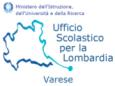 Ministero dell'Istruzione,
dell'Università e della Ricerca
Ufficio
Scolastico
per la
Lombardia
Varese